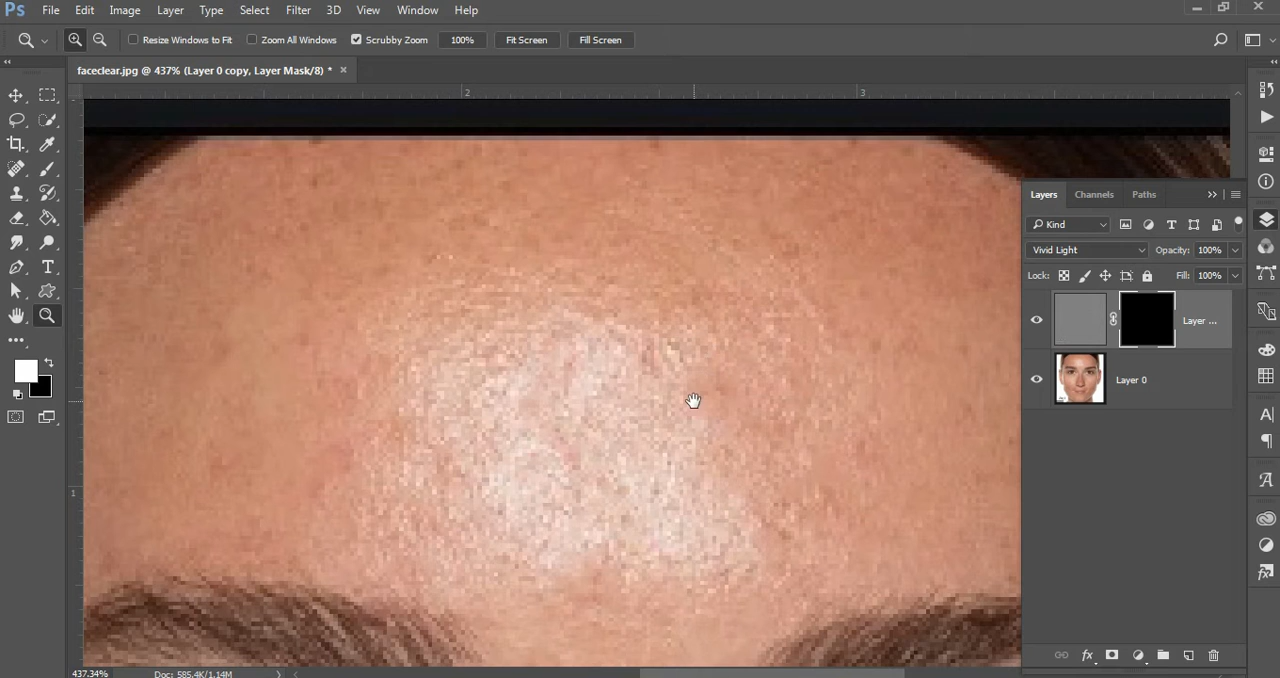 Ps File Edit Image Layer Type Select Filter 3D View Window Help
Resize Windows to Fit Zoom All Windows Scrubby Zoom 100% Fit Screen Fill Screen
faceclear.jpg @ 437% (Layer 0 copy, Layer Mask/8) * ×
2 3
Layers Channels Paths
Kind
Vivid Light Opacity: 100%
Lock: Fill: 100%
Layer ...
Layer 0
1
fx
437.34% Doc: 585.4K/1.14M